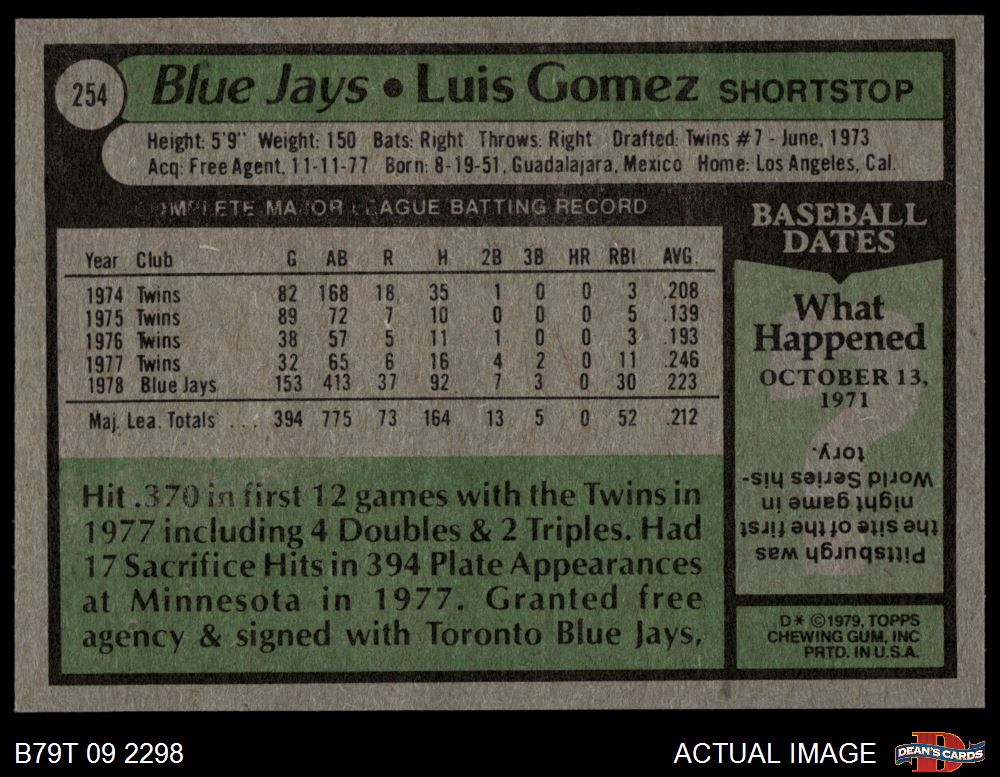 254
Blue Jays • Luis Gomez SHORTSTOP
Height: 5'9" Weight: 150 Bats: Right Throws: Right Drafted: Twins #7 - June, 1973
Acq: Free Agent, 11-11-77 Born: 8-19-51, Guadalajara, Mexico Home: Los Angeles, Cal.
COMPLETE MAJOR LEAGUE BATTING RECORD
Year Club G AB R H 2B 3B HR RBI AVG.
1974 Twins 82 168 18 35 1 0 0 3 .208
1975 Twins 89 72 7 10 0 0 0 5 .139
1976 Twins 38 57 5 11 1 0 0 3 .193
1977 Twins 32 65 6 16 4 2 0 11 .246
1978 Blue Jays 153 413 37 92 7 3 0 30 .223
Maj. Lea. Totals ... 394 775 73 164 13 5 0 52 .212
Hit .370 in first 12 games with the Twins in
1977 including 4 Doubles & 2 Triples. Had
17 Sacrifice Hits in 394 Plate Appearances
at Minnesota in 1977. Granted free
agency & signed with Toronto Blue Jays,
BASEBALL
DATES
What
Happened
OCTOBER 13,
1971
Pittsburgh was
the site of the first
night game in
World Series his-
tory.
D* ©1979, TOPPS
CHEWING GUM, INC
PRTD. IN U.S.A.
B79T 09 2298
ACTUAL IMAGE
DEAN'S CARDS